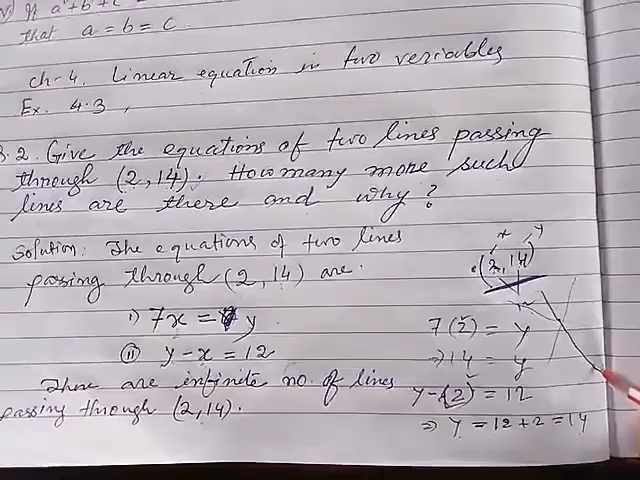 v) If a + b + c
that a = b = c
ch-4. Linear equation in two veriables
Ex. 4.3,
3.2. Give the equations of two lines passing
through (2, 14). How many more such
lines are there and why?
Solution: The equations of two lines
passing through (2, 14) are.
i) 7x = y
(ii) y - x = 12
There are infinite no. of lines
passing through (2, 14).
x y
(2, 14)
7(2) = y
⇒ 14 = y
y - (2) = 12
⇒ y = 12 + 2 = 14